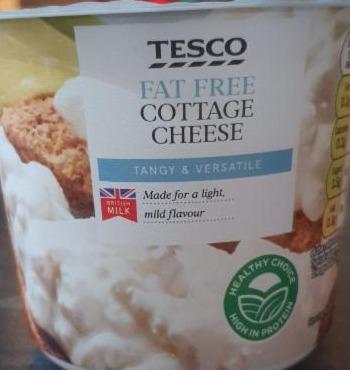 TESCO
FAT FREE
COTTAGE
CHEESE
TANGY & VERSATILE
BRITISH
MILK
Made for a light,
mild flavour
HEALTHY CHOICE
HIGH IN PROTEIN